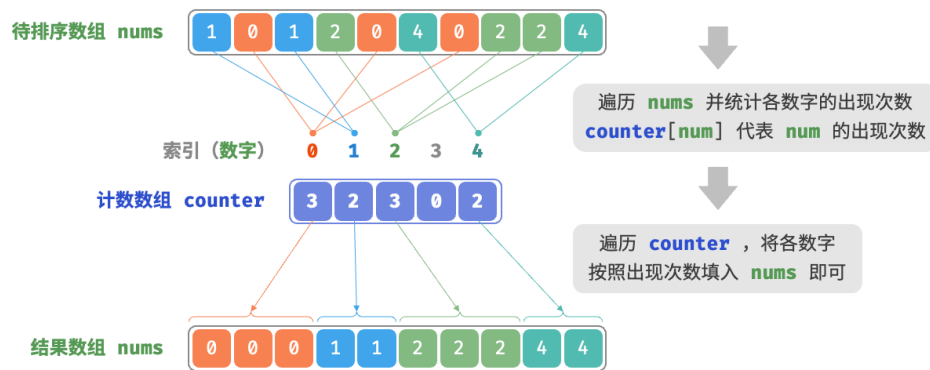 待排序数组 nums
1 0 1 2 0 4 0 2 2 4
遍历 nums 并统计各数字的出现次数
counter[num] 代表 num 的出现次数
索引（数字） 0 1 2 3 4
计数数组 counter 3 2 3 0 2
遍历 counter ，将各数字
按照出现次数填入 nums 即可
结果数组 nums 0 0 0 1 1 2 2 2 4 4